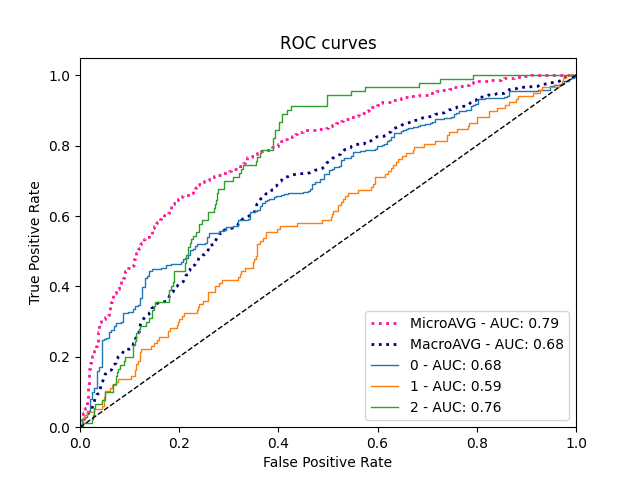 ROC curves
True Positive Rate
1.0
0.8
0.6
0.4
0.2
0.0
MicroAVG - AUC: 0.79
MacroAVG - AUC: 0.68
0 - AUC: 0.68
1 - AUC: 0.59
2 - AUC: 0.76
0.0 0.2 0.4 0.6 0.8 1.0
False Positive Rate